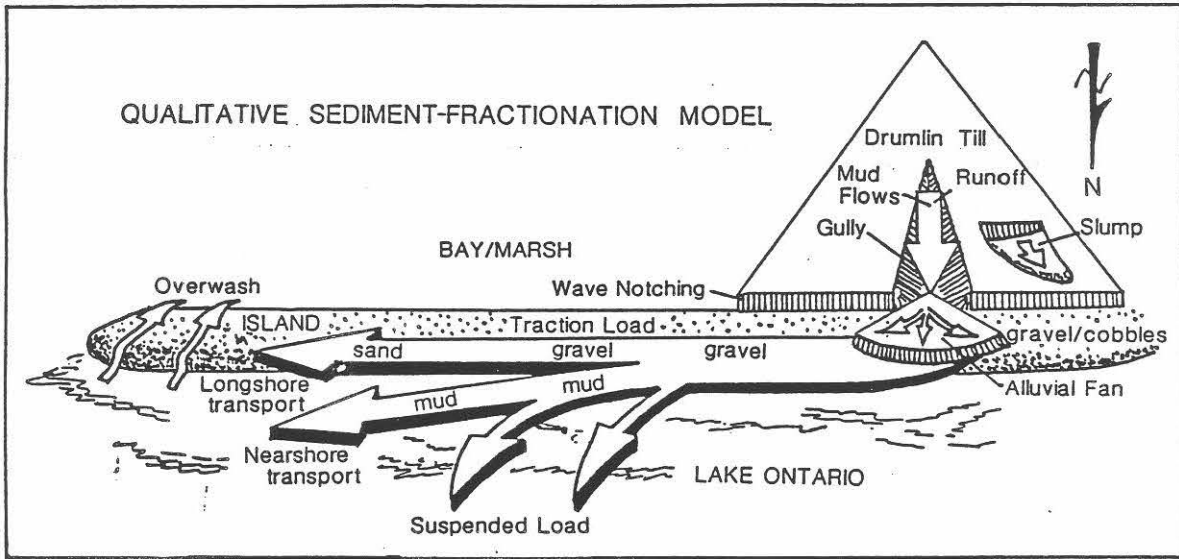 QUALITATIVE SEDIMENT-FRACTIONATION MODEL
Drumlin Till
Mud
Flows
Runoff
N
Gully
Slump
BAY/MARSH
Overwash
Wave Notching
ISLAND
Traction Load
gravel/cobbles
sand
gravel
gravel
Longshore
transport
mud
mud
Alluvial Fan
Nearshore
transport
LAKE ONTARIO
Suspended Load